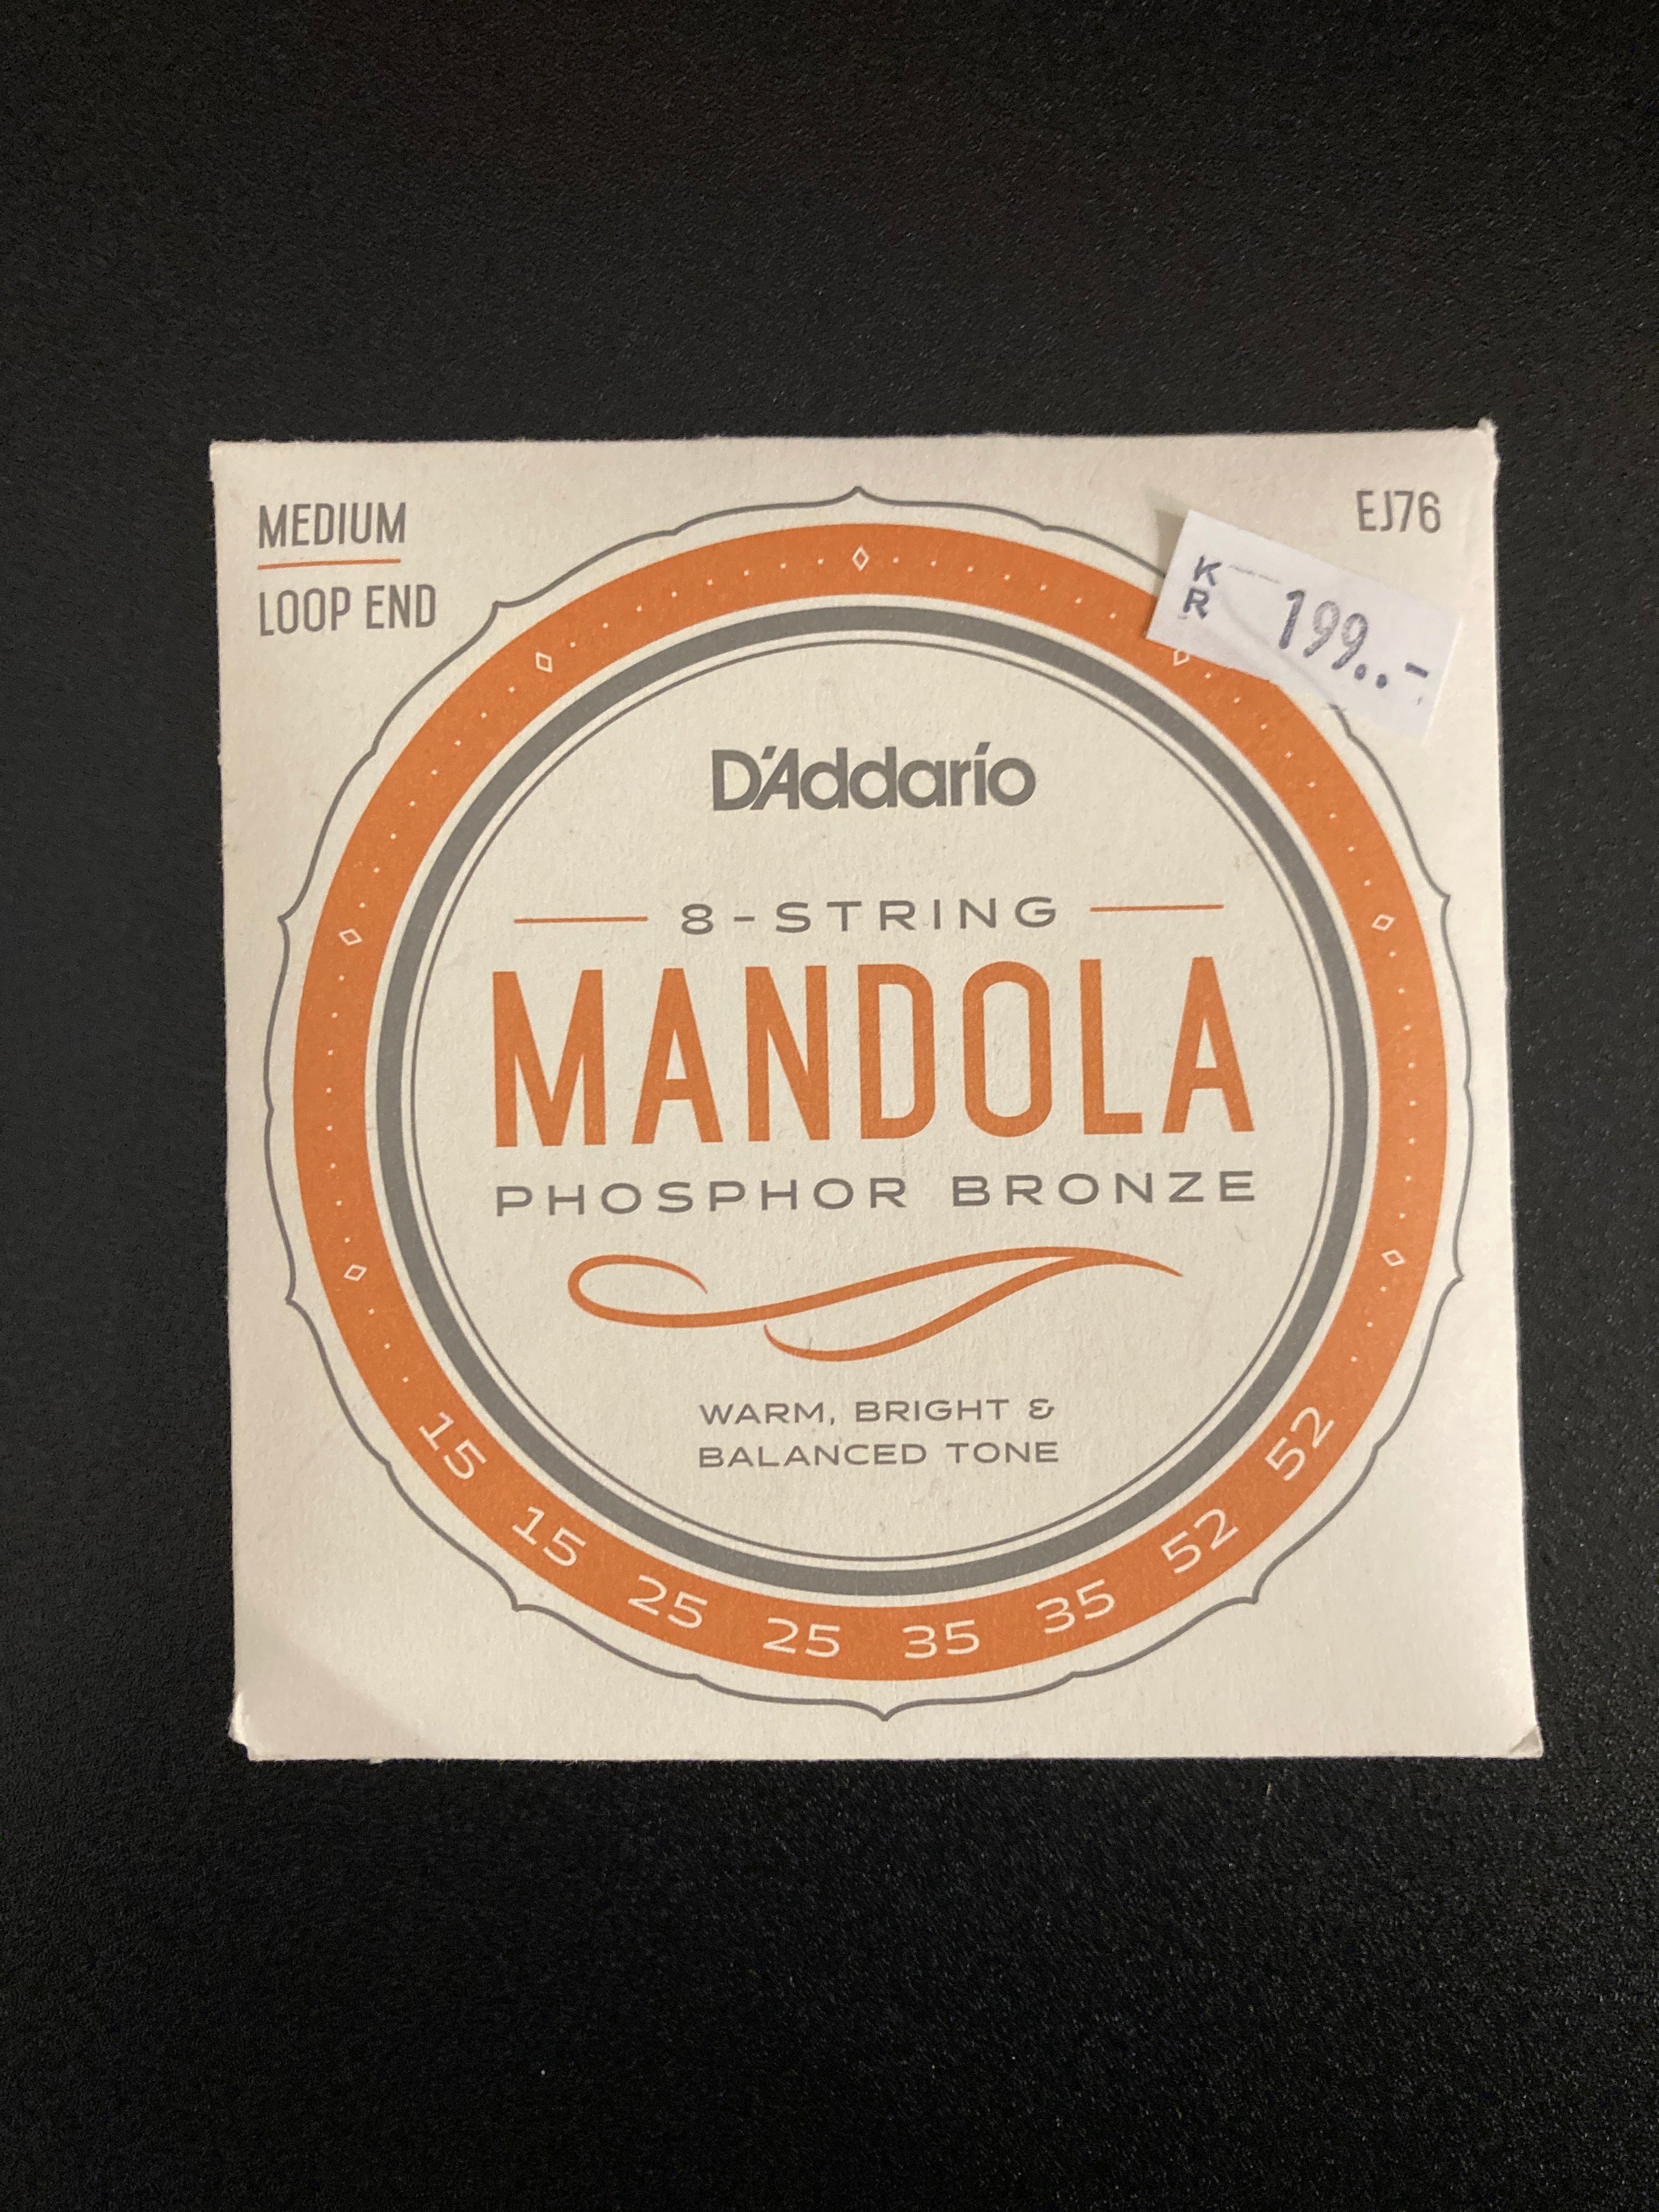 MEDIUM
LOOP END
EJ76
KR 199..-
D'Addario
8-STRING
MANDOLA
PHOSPHOR BRONZE
WARM, BRIGHT &
BALANCED TONE
15 15 25 25 35 35 52 52